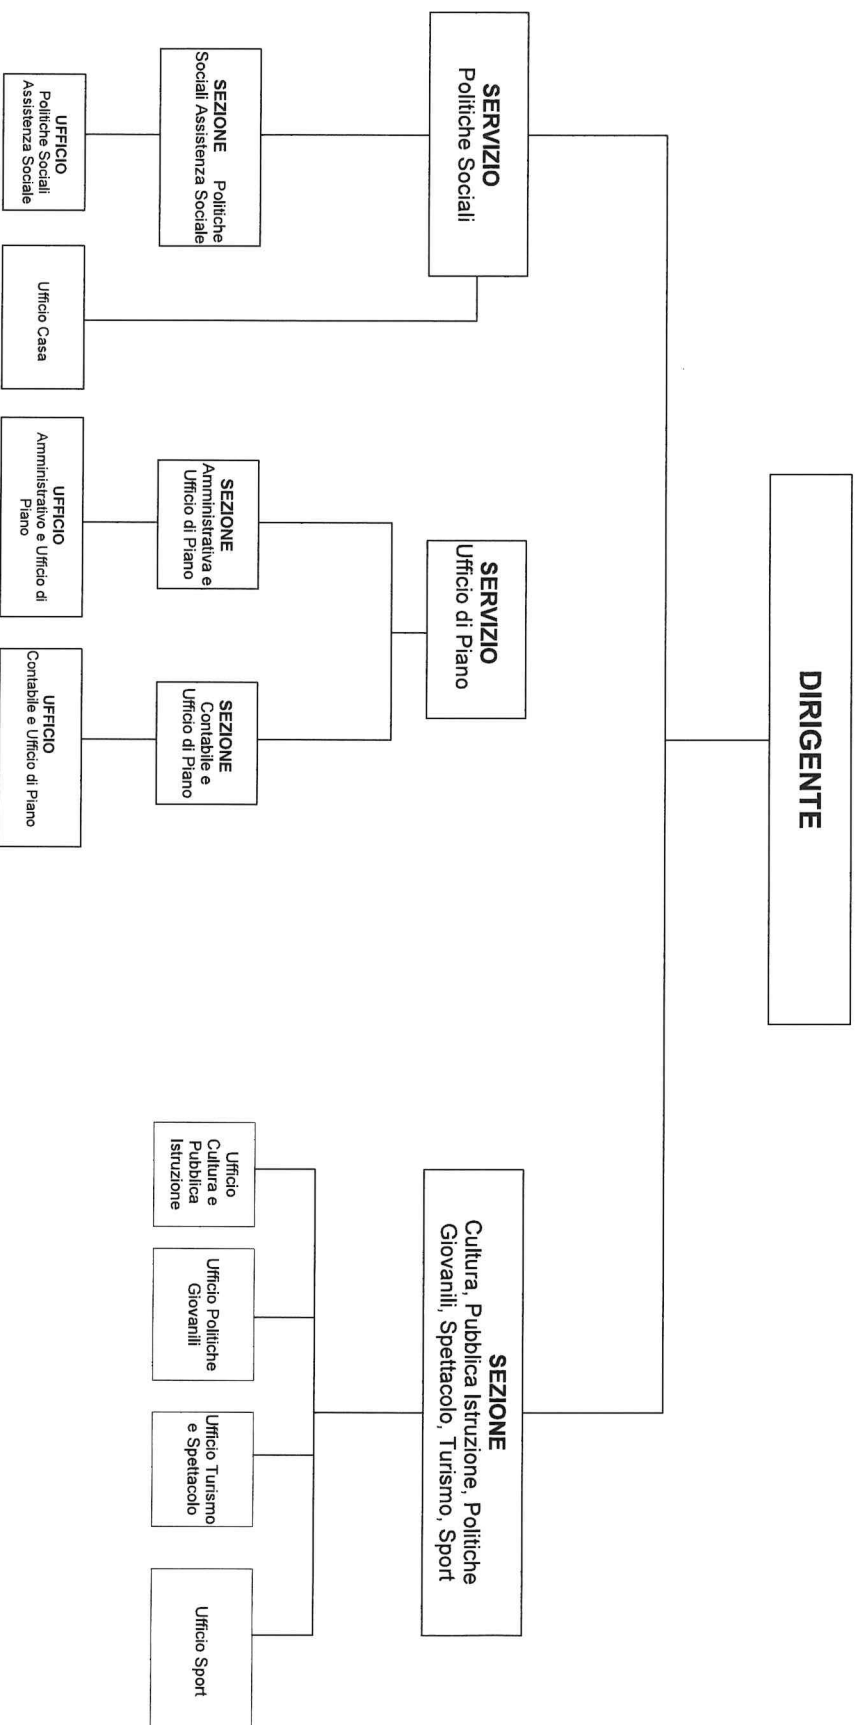 DIRIGENTE
SERVIZIO
Politiche Sociali
SERVIZIO
Ufficio di Piano
SEZIONE
Cultura, Pubblica Istruzione, Politiche
Giovanili, Spettacolo, Turismo, Sport
SEZIONE Politiche
Sociali Assistenza Sociale
SEZIONE
Amministrativa e
Ufficio di Piano
SEZIONE
Contabile e
Ufficio di Piano
Ufficio
Cultura e
Pubblica
Istruzione
Ufficio Politiche
Giovanili
Ufficio Turismo
e Spettacolo
Ufficio Sport
UFFICIO
Politiche Sociali
Assistenza Sociale
Ufficio Casa
UFFICIO
Amministrativo e Ufficio di
Piano
UFFICIO
Contabile e Ufficio di Piano